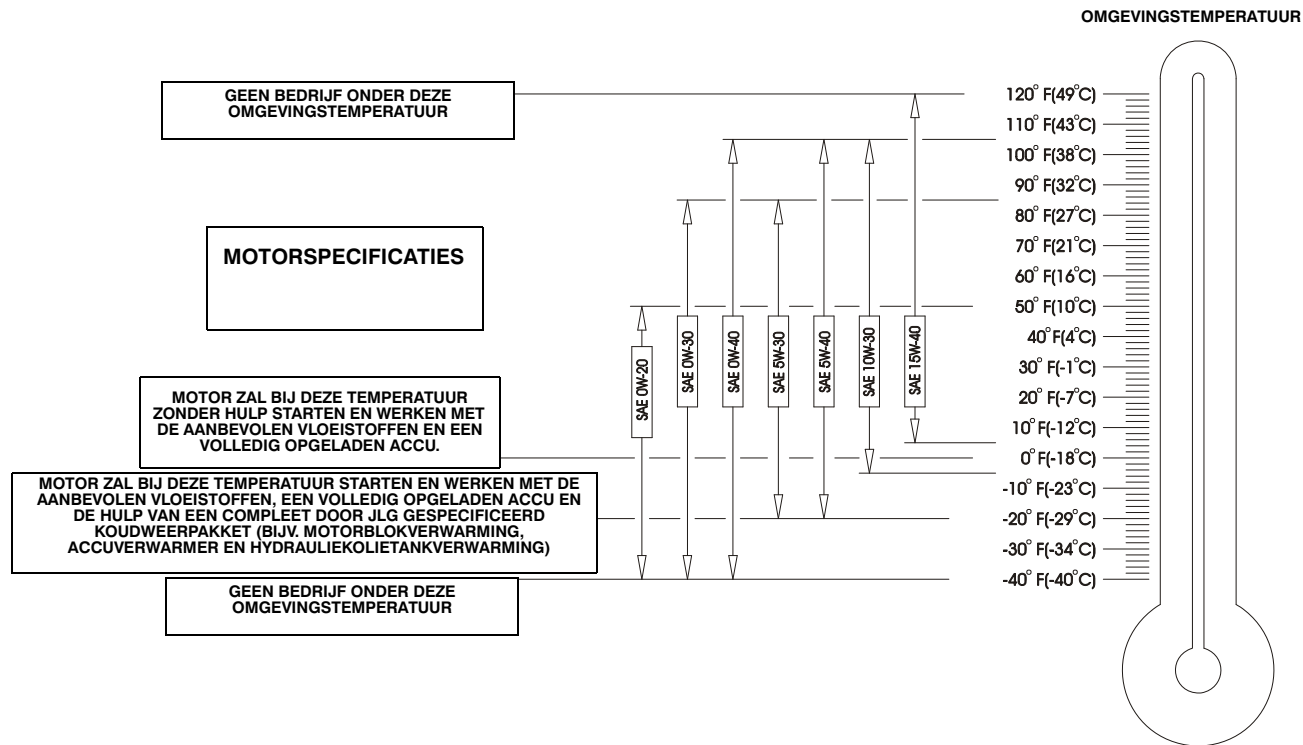 OMGEVINGSTEMPERATUUR
GEEN BEDRIJF ONDER DEZE
OMGEVINGSTEMPERATUUR
MOTORSPECIFICATIES
MOTOR ZAL BIJ DEZE TEMPERATUUR
ZONDER HULP STARTEN EN WERKEN MET
DE AANBEVOLEN VLOEISTOFFEN EN EEN
VOLLEDIG OPGELADEN ACCU.
MOTOR ZAL BIJ DEZE TEMPERATUUR STARTEN EN WERKEN MET DE
AANBEVOLEN VLOEISTOFFEN, EEN VOLLEDIG OPGELADEN ACCU EN
DE HULP VAN EEN COMPLEET DOOR JLG GESPECIFICEERD
KOUDWEERPAKKET (BIJV. MOTORBLOKVERWARMING,
ACCUVERWARMER EN HYDRAULIEKOLIETANKVERWARMING)
GEEN BEDRIJF ONDER DEZE
OMGEVINGSTEMPERATUUR
SAE 0W-20
SAE 0W-30
SAE 0W-40
SAE 5W-30
SAE 5W-40
SAE 10W-30
SAE 15W-40
120° F(49°C)
110° F(43°C)
100° F(38°C)
90° F(32°C)
80° F(27°C)
70° F(21°C)
60° F(16°C)
50° F(10°C)
40° F(4°C)
30° F(-1°C)
20° F(-7°C)
10° F(-12°C)
0° F(-18°C)
-10° F(-23°C)
-20° F(-29°C)
-30° F(-34°C)
-40° F(-40°C)